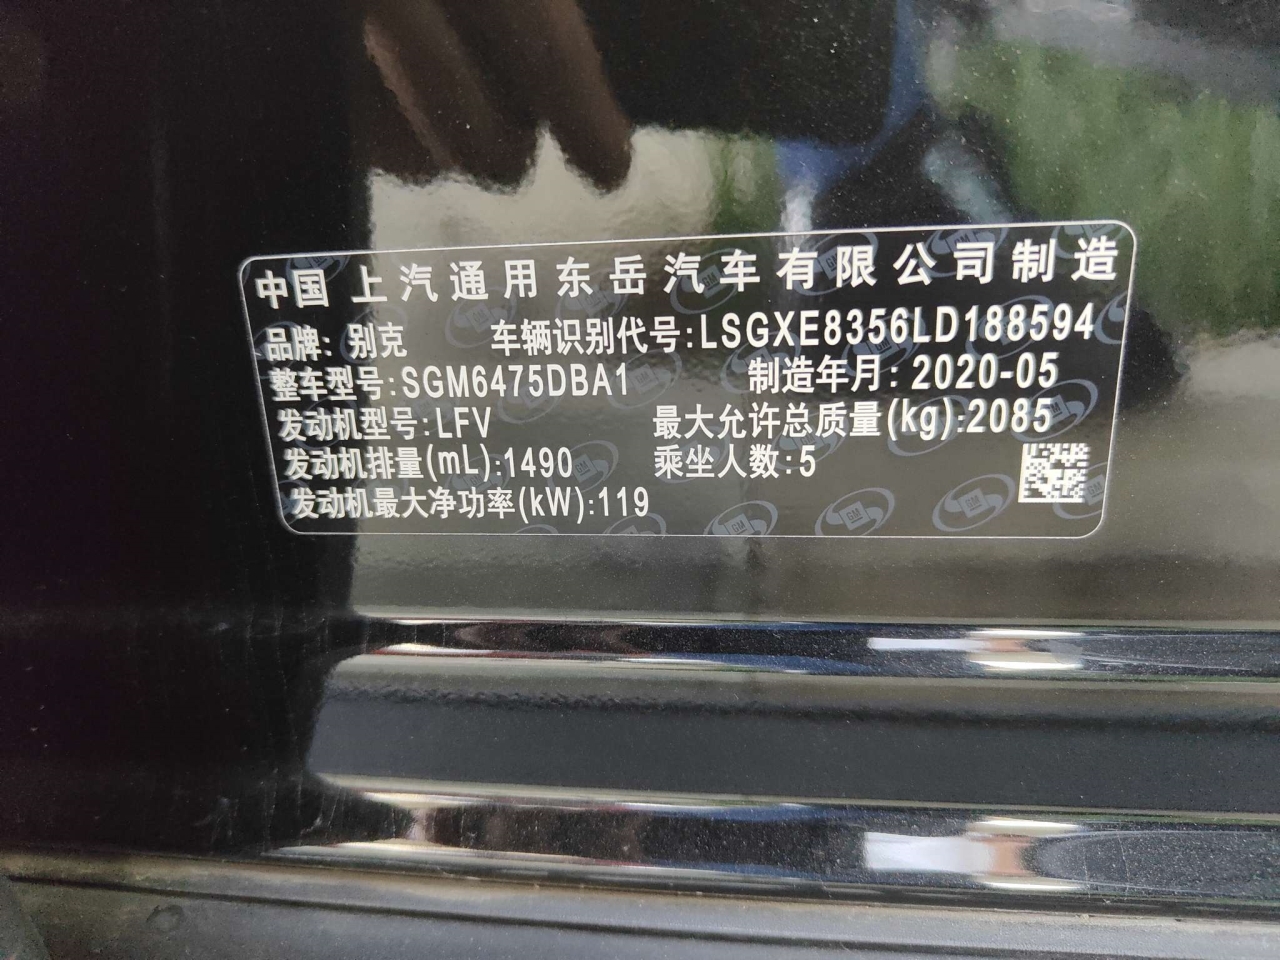 中国 上汽通用东岳汽车有限公司制造
品牌: 别克 车辆识别代号:LSGXE8356LD188594
整车型号:SGM6475DBA1 制造年月: 2020-05
发动机型号:LFV 最大允许总质量(kg):2085
发动机排量(mL):1490 乘坐人数:5
发动机最大净功率(kW):119
GM